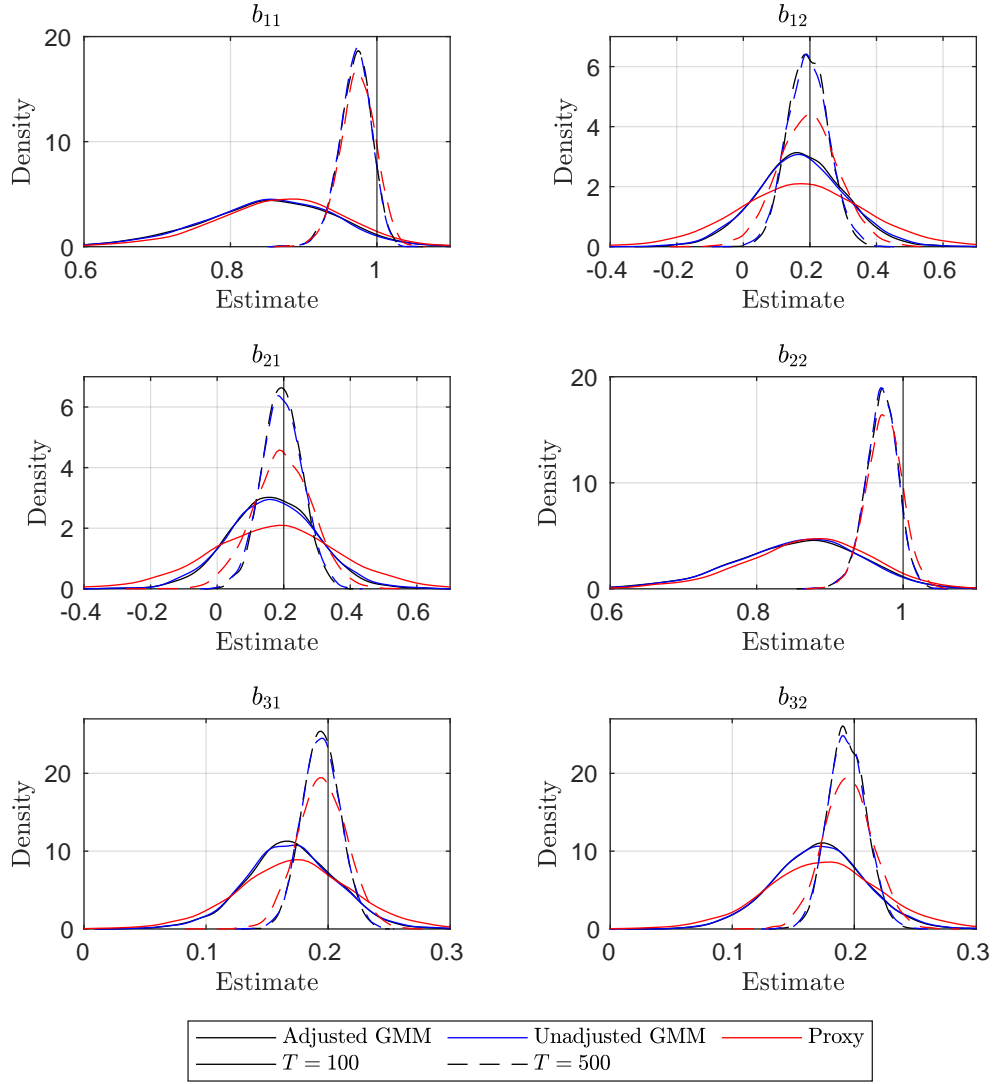 b₁₁ b₁₂
20
10
0
Density
0.6 0.8 1
Estimate
6
4
2
0
Density
-0.4 -0.2 0 0.2 0.4 0.6
Estimate
b₂₁ b₂₂
6
4
2
0
Density
-0.4 -0.2 0 0.2 0.4 0.6
Estimate
20
10
0
Density
0.6 0.8 1
Estimate
b₃₁ b₃₂
20
10
0
Density
0 0.1 0.2 0.3
Estimate
20
10
0
Density
0 0.1 0.2 0.3
Estimate
Adjusted GMM Unadjusted GMM Proxy
T = 100 T = 500